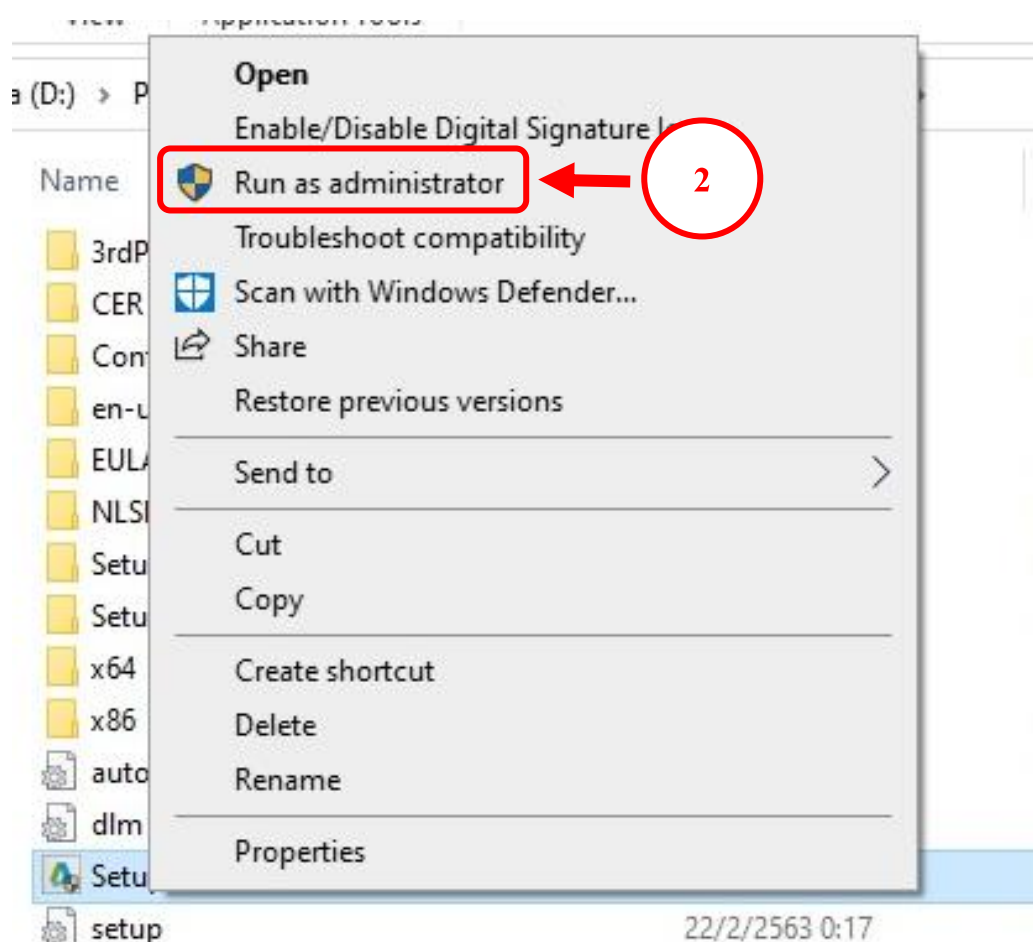 View Application Tools
(D:) > P
Open
Enable/Disable Digital Signature
Name
Run as administrator
2
Troubleshoot compatibility
3rdP
Scan with Windows Defender...
CER
Share
Con
Restore previous versions
en-u
EULA
Send to
NLS
Cut
Setu
Copy
Setu
Create shortcut
x64
Delete
x86
Rename
auto
dlm
Properties
Setu
setup 22/2/2563 0:17